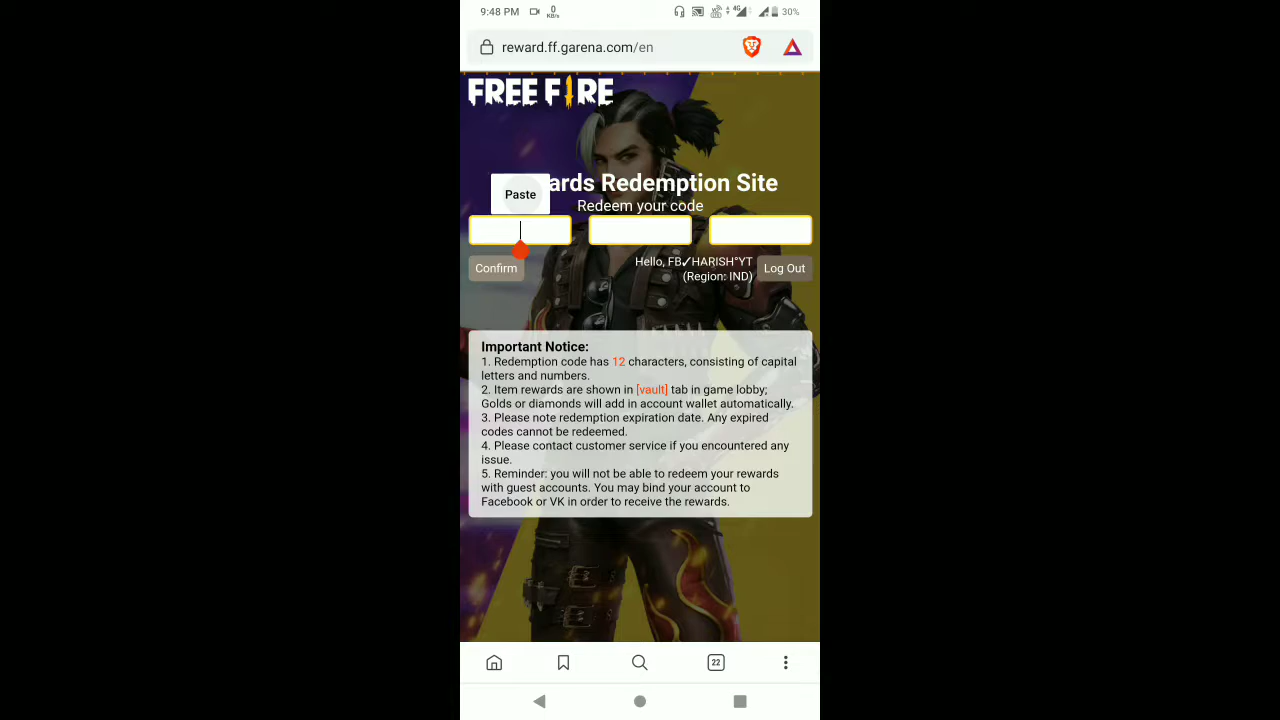 9:48 PM 0 KB/s 4G 30%
reward.ff.garena.com/en
FREE FIRE
ards Redemption Site
Paste
Redeem your code
Confirm
Hello, FB✓HARISH°YT
(Region: IND)
Log Out
Important Notice:
1. Redemption code has 12 characters, consisting of capital
letters and numbers.
2. Item rewards are shown in [vault] tab in game lobby;
Golds or diamonds will add in account wallet automatically.
3. Please note redemption expiration date. Any expired
codes cannot be redeemed.
4. Please contact customer service if you encountered any
issue.
5. Reminder: you will not be able to redeem your rewards
with guest accounts. You may bind your account to
Facebook or VK in order to receive the rewards.
22